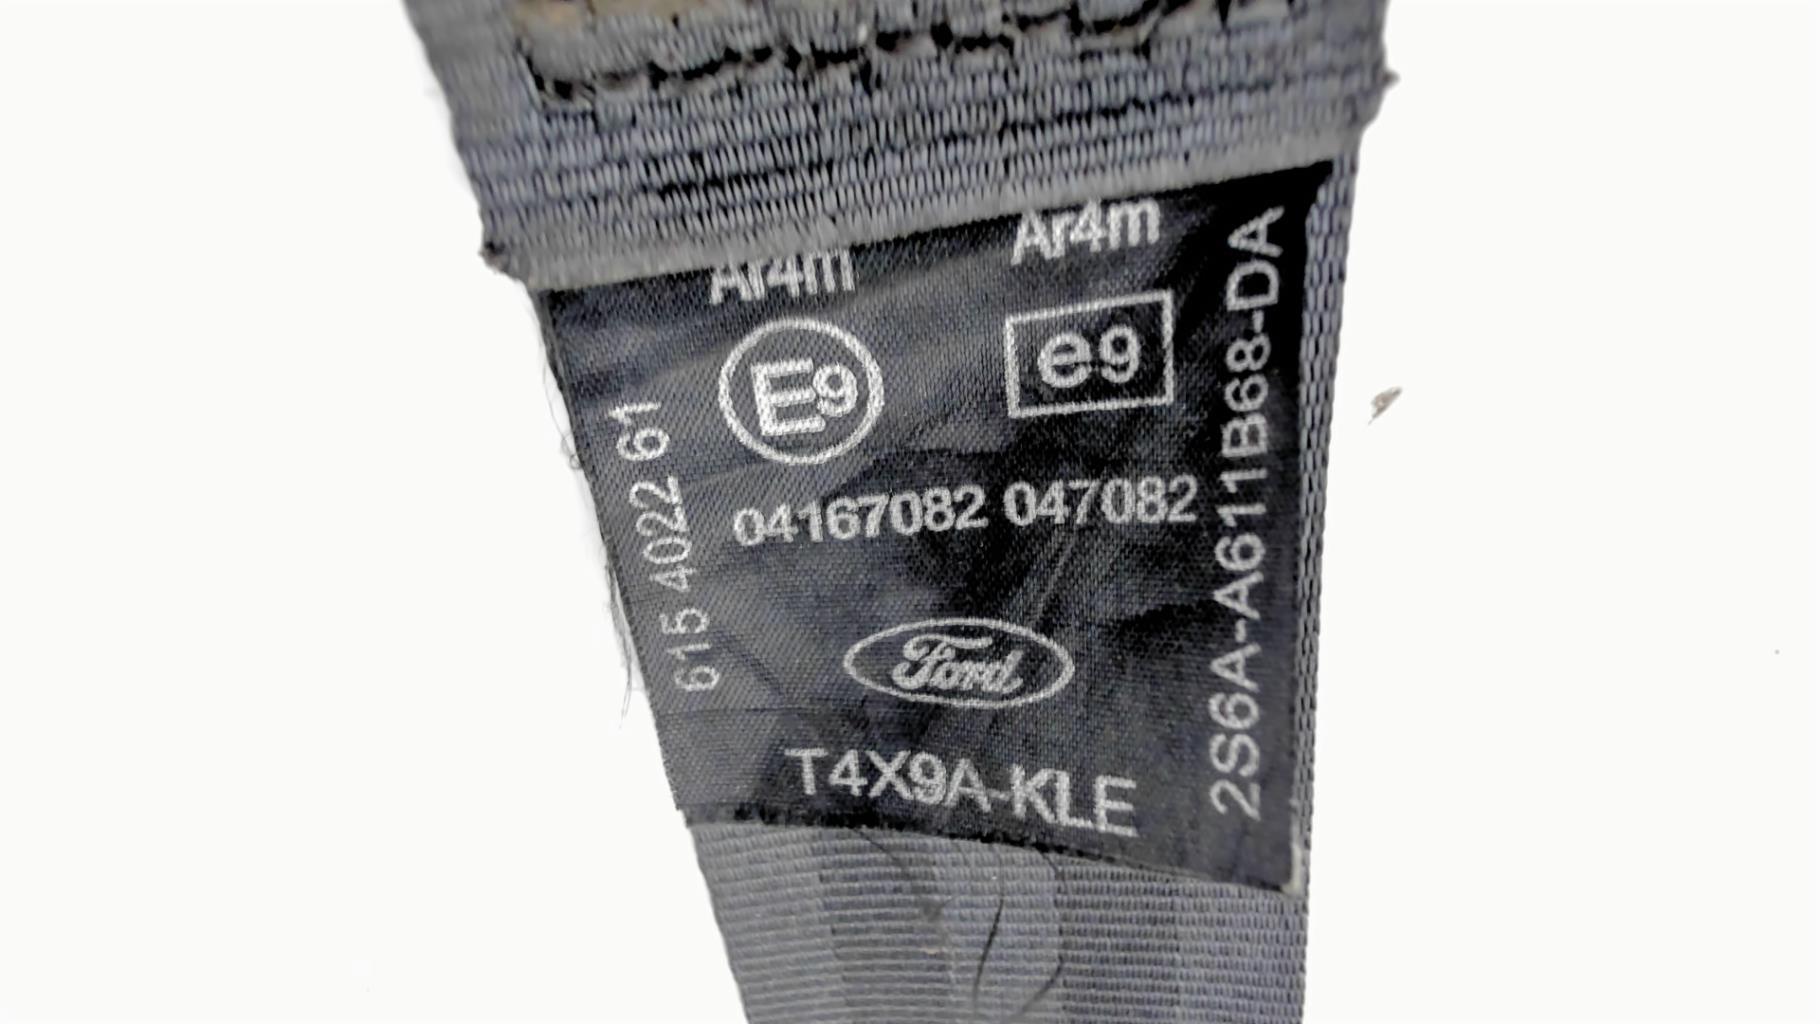 Ar4m Ar4m
E9 e9
04167082 047082
Ford
T4X9A-KLE
615 4022 61
2S6A-A611B68-DA